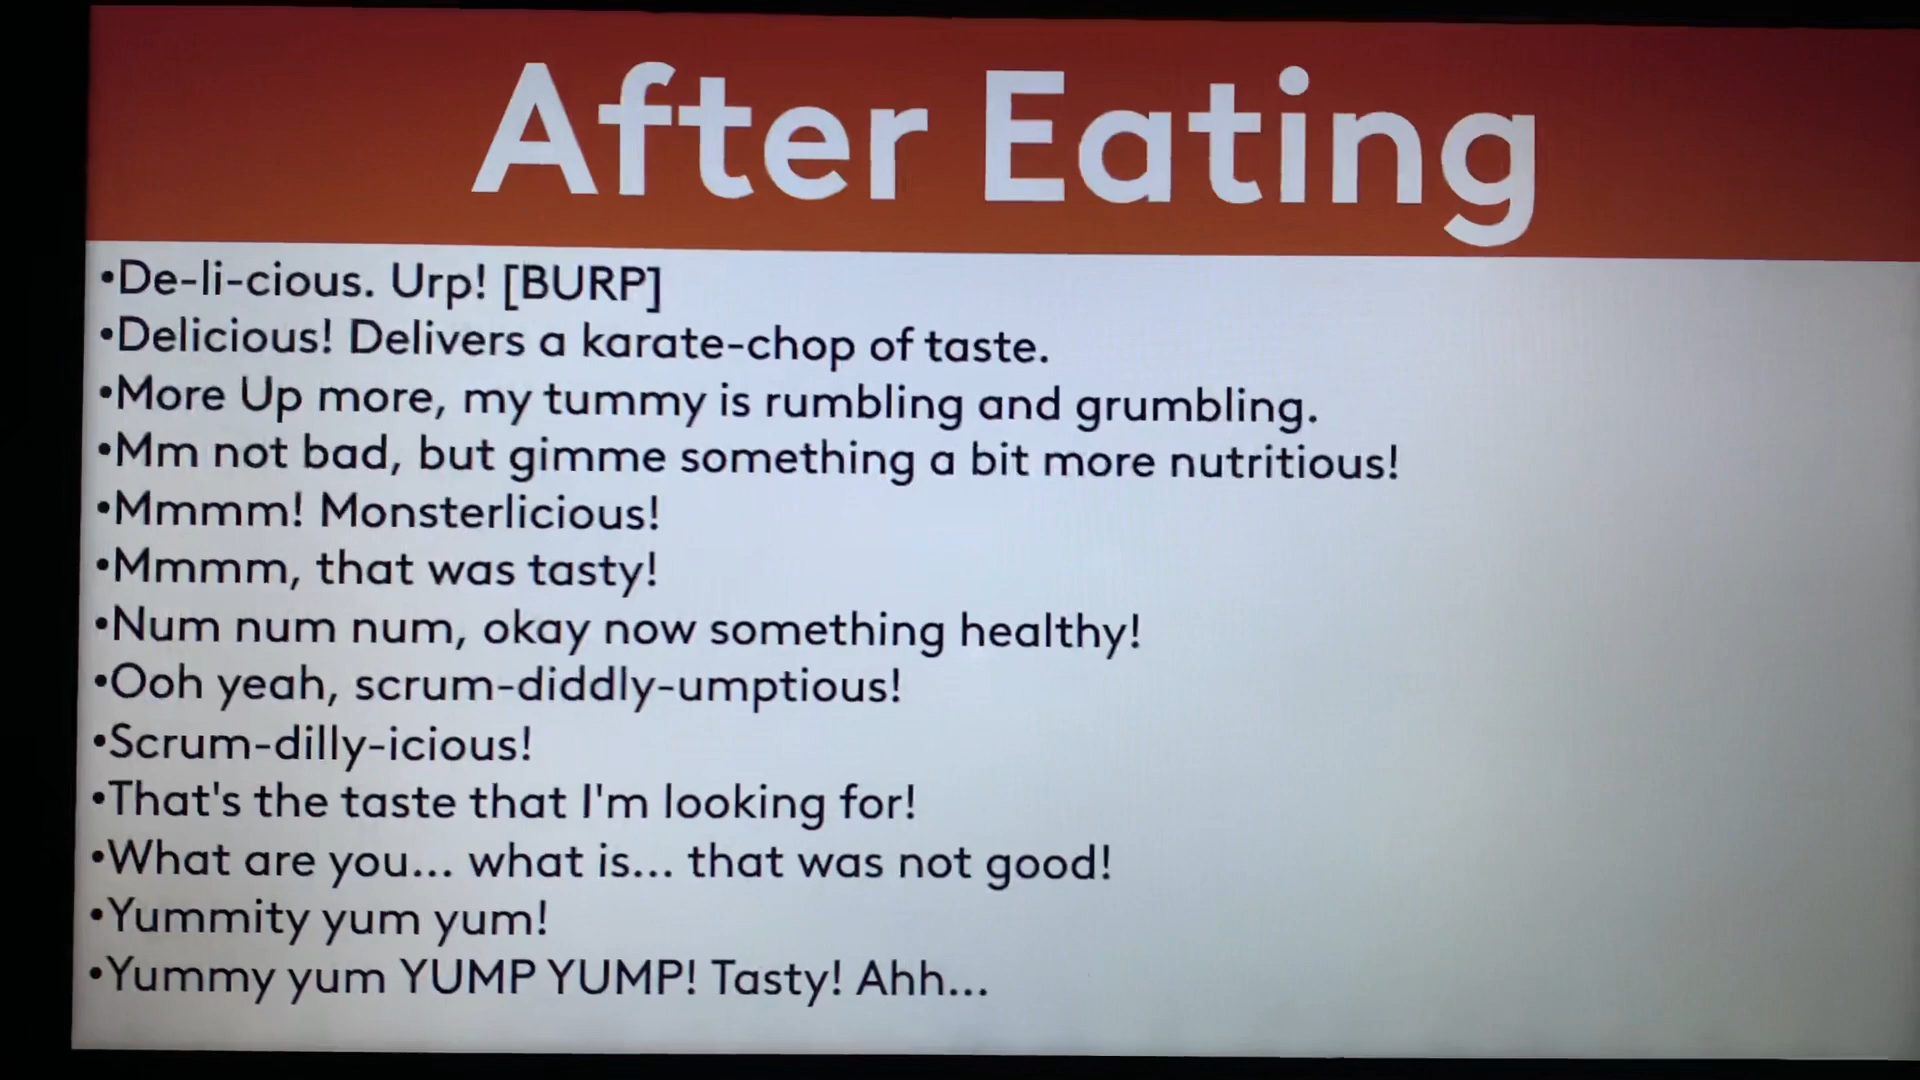 After Eating
•De-li-cious. Urp! [BURP]
•Delicious! Delivers a karate-chop of taste.
•More Up more, my tummy is rumbling and grumbling.
•Mm not bad, but gimme something a bit more nutritious!
•Mmmm! Monsterlicious!
•Mmmm, that was tasty!
•Num num num, okay now something healthy!
•Ooh yeah, scrum-diddly-umptious!
•Scrum-dilly-icious!
•That's the taste that I'm looking for!
•What are you... what is... that was not good!
•Yummity yum yum!
•Yummy yum YUMP YUMP! Tasty! Ahh...